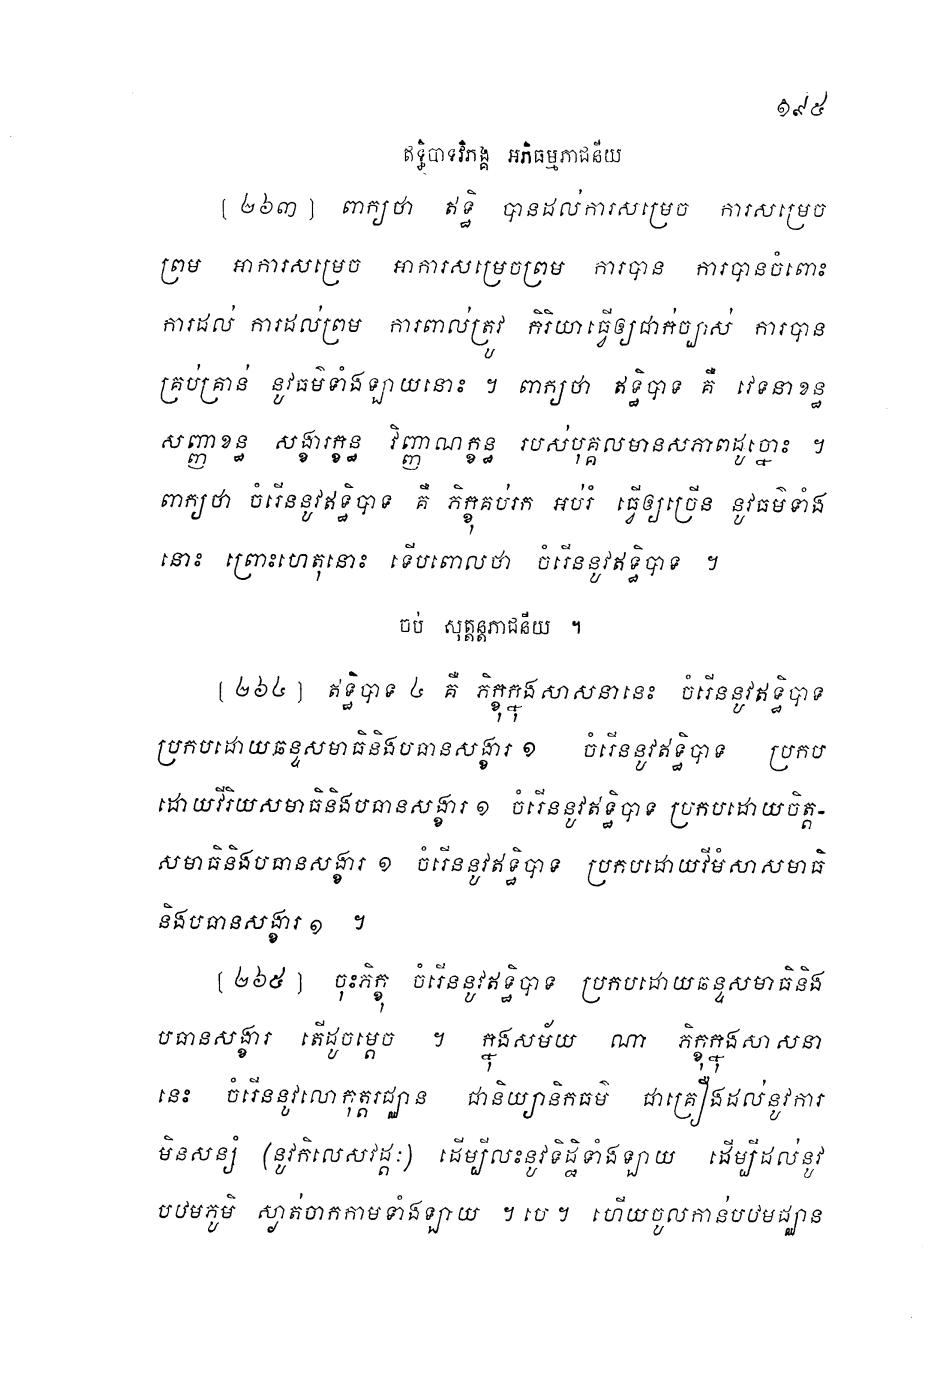 ១៩៥
ឥទ្ធិបាទវិភង្គ អភិធម្មភាជនីយ
[២៦៣] ពាក្យថា ឥទ្ធិ បានដល់ការសម្រេច ការសម្រេច
ព្រម អាការសម្រេច អាការសម្រេចព្រម ការបាន ការបានចំពោះ
ការដល់ ការដល់ព្រម ការពាល់ត្រូវ កិរិយាធ្វើឲ្យជាក់ច្បាស់ ការបាន
គ្រប់គ្រាន់ នូវធម៌ទាំងឡាយនោះ ។ ពាក្យថា ឥទ្ធិបាទ គឺ វេទនាខន្ធ
សញ្ញាខន្ធ សង្ខារក្ខន្ធ វិញ្ញាណក្ខន្ធ របស់បុគ្គលមានសភាពដូច្នោះ ។
ពាក្យថា ចំរើននូវឥទ្ធិបាទ គឺ ភិក្ខុគប់រក អប់រំ ធ្វើឲ្យច្រើន នូវធម៌ទាំង
នោះ ព្រោះហេតុនោះ ទើបពោលថា ចំរើននូវឥទ្ធិបាទ ។
ចប់ សុត្តន្តភាជនីយ ។
[២៦៤] ឥទ្ធិបាទ ៤ គឺ ភិក្ខុក្នុងសាសនានេះ ចំរើននូវឥទ្ធិបាទ
ប្រកបដោយឆន្ទសមាធិនិងបធានសង្ខារ ១ ចំរើននូវឥទ្ធិបាទ ប្រកប
ដោយវីរិយសមាធិនិងបធានសង្ខារ ១ ចំរើននូវឥទ្ធិបាទ ប្រកបដោយចិត្ត-
សមាធិនិងបធានសង្ខារ ១ ចំរើននូវឥទ្ធិបាទ ប្រកបដោយវីមំសាសមាធិ
និងបធានសង្ខារ ១ ។
[២៦៥] ចុះភិក្ខុ ចំរើននូវឥទ្ធិបាទ ប្រកបដោយឆន្ទសមាធិនិង
បធានសង្ខារ តើដូចម្តេច ។ ក្នុងសម័យ ណា ភិក្ខុក្នុងសាសនា
នេះ ចំរើននូវលោកុត្តរជ្ឈាន ជានិយ្យានិកធម៌ ជាគ្រឿងដល់នូវការ
មិនសន្សំ (នូវកិលេសវដ្តៈ) ដើម្បីលះនូវទិដ្ឋិទាំងឡាយ ដើម្បីដល់នូវ
បឋមភូមិ ស្ងាត់ចាកកាមទាំងឡាយ ។ បេ ។ ហើយចូលកាន់បឋមជ្ឈាន